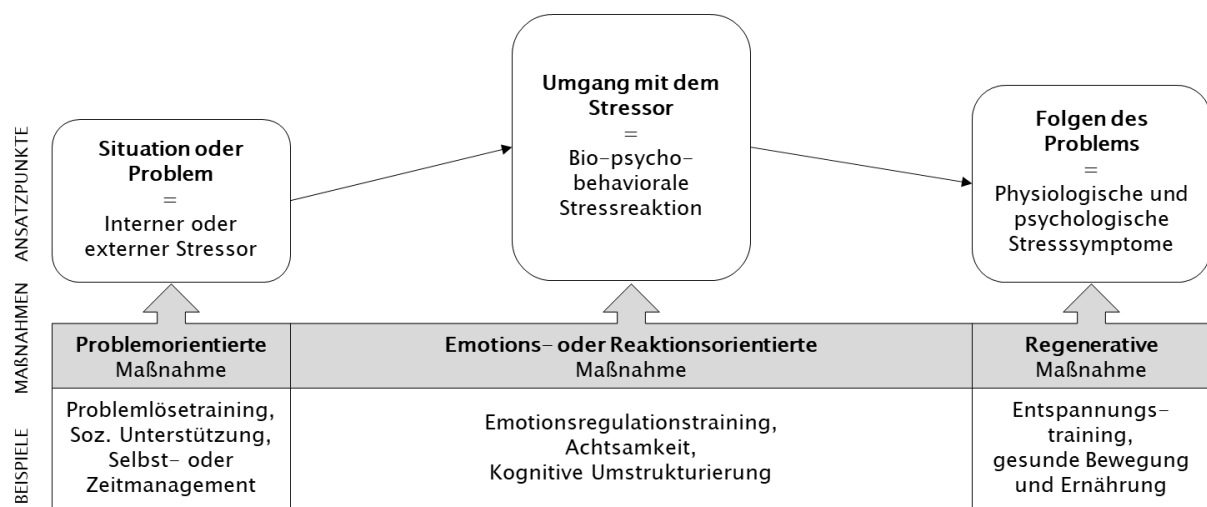 ANSATZPUNKTE
Situation oder
Problem
=
Interner oder
externer Stressor
Umgang mit dem
Stressor
=
Bio-psycho-
behaviorale
Stressreaktion
Folgen des
Problems
=
Physiologische und
psychologische
Stresssymptome
MAßNAHMEN
Problemorientierte
Maßnahme
Emotions- oder Reaktionsorientierte
Maßnahme
Regenerative
Maßnahme
BEISPIELE
Problemlösetraining,
Soz. Unterstützung,
Selbst- oder
Zeitmanagement
Emotionsregulationstraining,
Achtsamkeit,
Kognitive Umstrukturierung
Entspannungs-
training,
gesunde Bewegung
und Ernährung